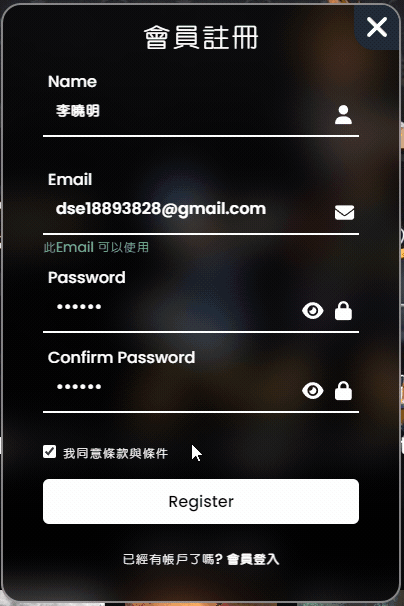 會員註冊
Name
李曉明
Email
dse18893828@gmail.com
此Email 可以使用
Password
••••••
Confirm Password
••••••
我同意條款與條件
Register
已經有帳戶了嗎? 會員登入